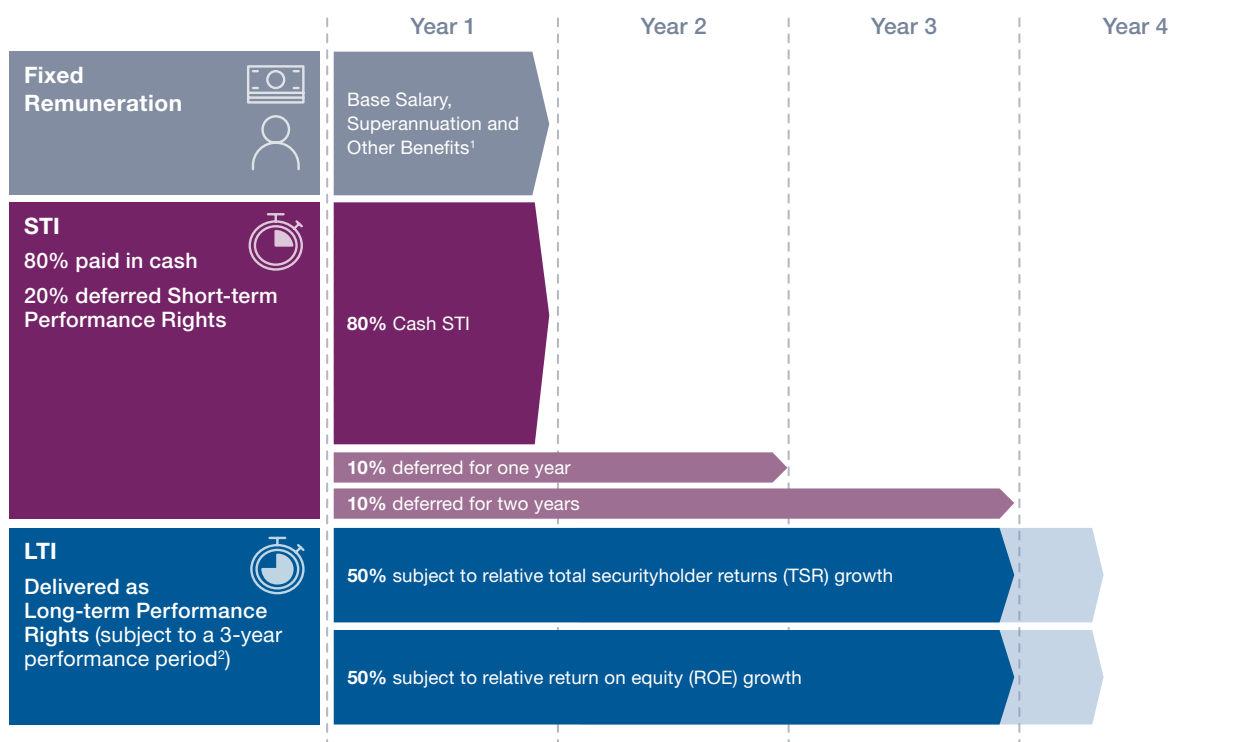 Year 1
Year 2
Year 3
Year 4
Fixed
Remuneration
Base Salary,
Superannuation and
Other Benefits¹
STI
80% paid in cash
20% deferred Short-term
Performance Rights
80% Cash STI
10% deferred for one year
10% deferred for two years
LTI
Delivered as
Long-term Performance
Rights (subject to a 3-year
performance period²)
50% subject to relative total securityholder returns (TSR) growth
50% subject to relative return on equity (ROE) growth